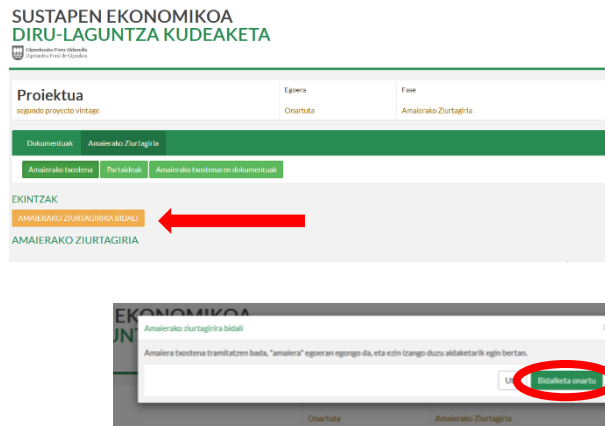 SUSTAPEN EKONOMIKOA
DIRU-LAGUNTZA KUDEAKETA
Gipuzkoako Foru Aldundia
Diputación Foral de Gipuzkoa
Proiektua
segundo proyecto vintage
Egoera
Onartuta
Fase
Amaierako Ziurtagiria
Dokumentuak Amaierako Ziurtagiria
Amaierako txostena Partaideak Amaierako txostenaren dokumentuak
EKINTZAK
AMAIERAKO ZIURTAGIRIRA BIDALI
AMAIERAKO ZIURTAGIRIA
EKONOMIKOA
Amaierako ziurtagirira bidali
Amaiera txostena tramitatzen bada, "amaiera" egoeran egongo da, eta ezin izango duzu aldaketarik egin bertan.
Bidalketa onartu
Onartuta Amaierako Ziurtagiria